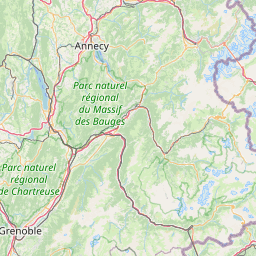 Annecy
Parc naturel
régional
du Massif
des Bauges
Parc naturel
régional
de Chartreuse
Grenoble